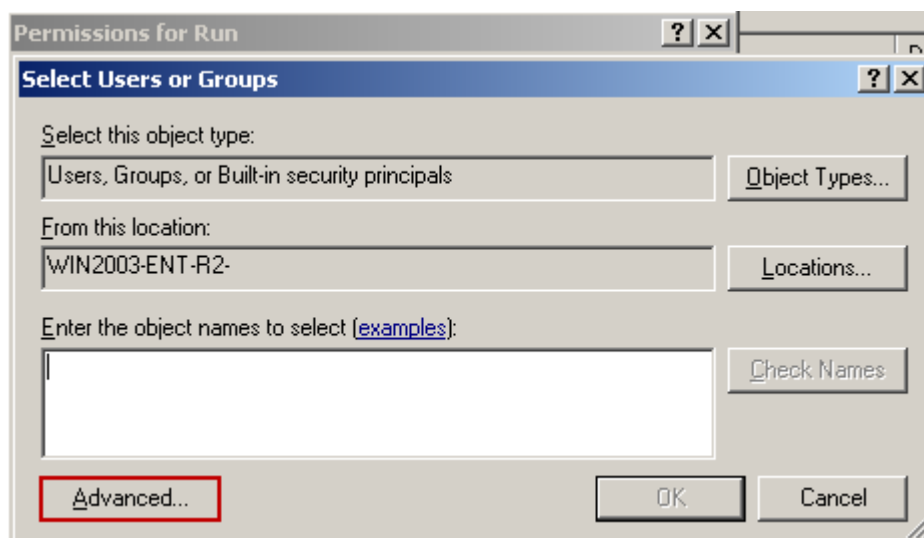 Permissions for Run
Select Users or Groups
Select this object type:
Users, Groups, or Built-in security principals
Object Types...
From this location:
WIN2003-ENT-R2-
Locations...
Enter the object names to select (examples):
Check Names
Advanced...
OK
Cancel